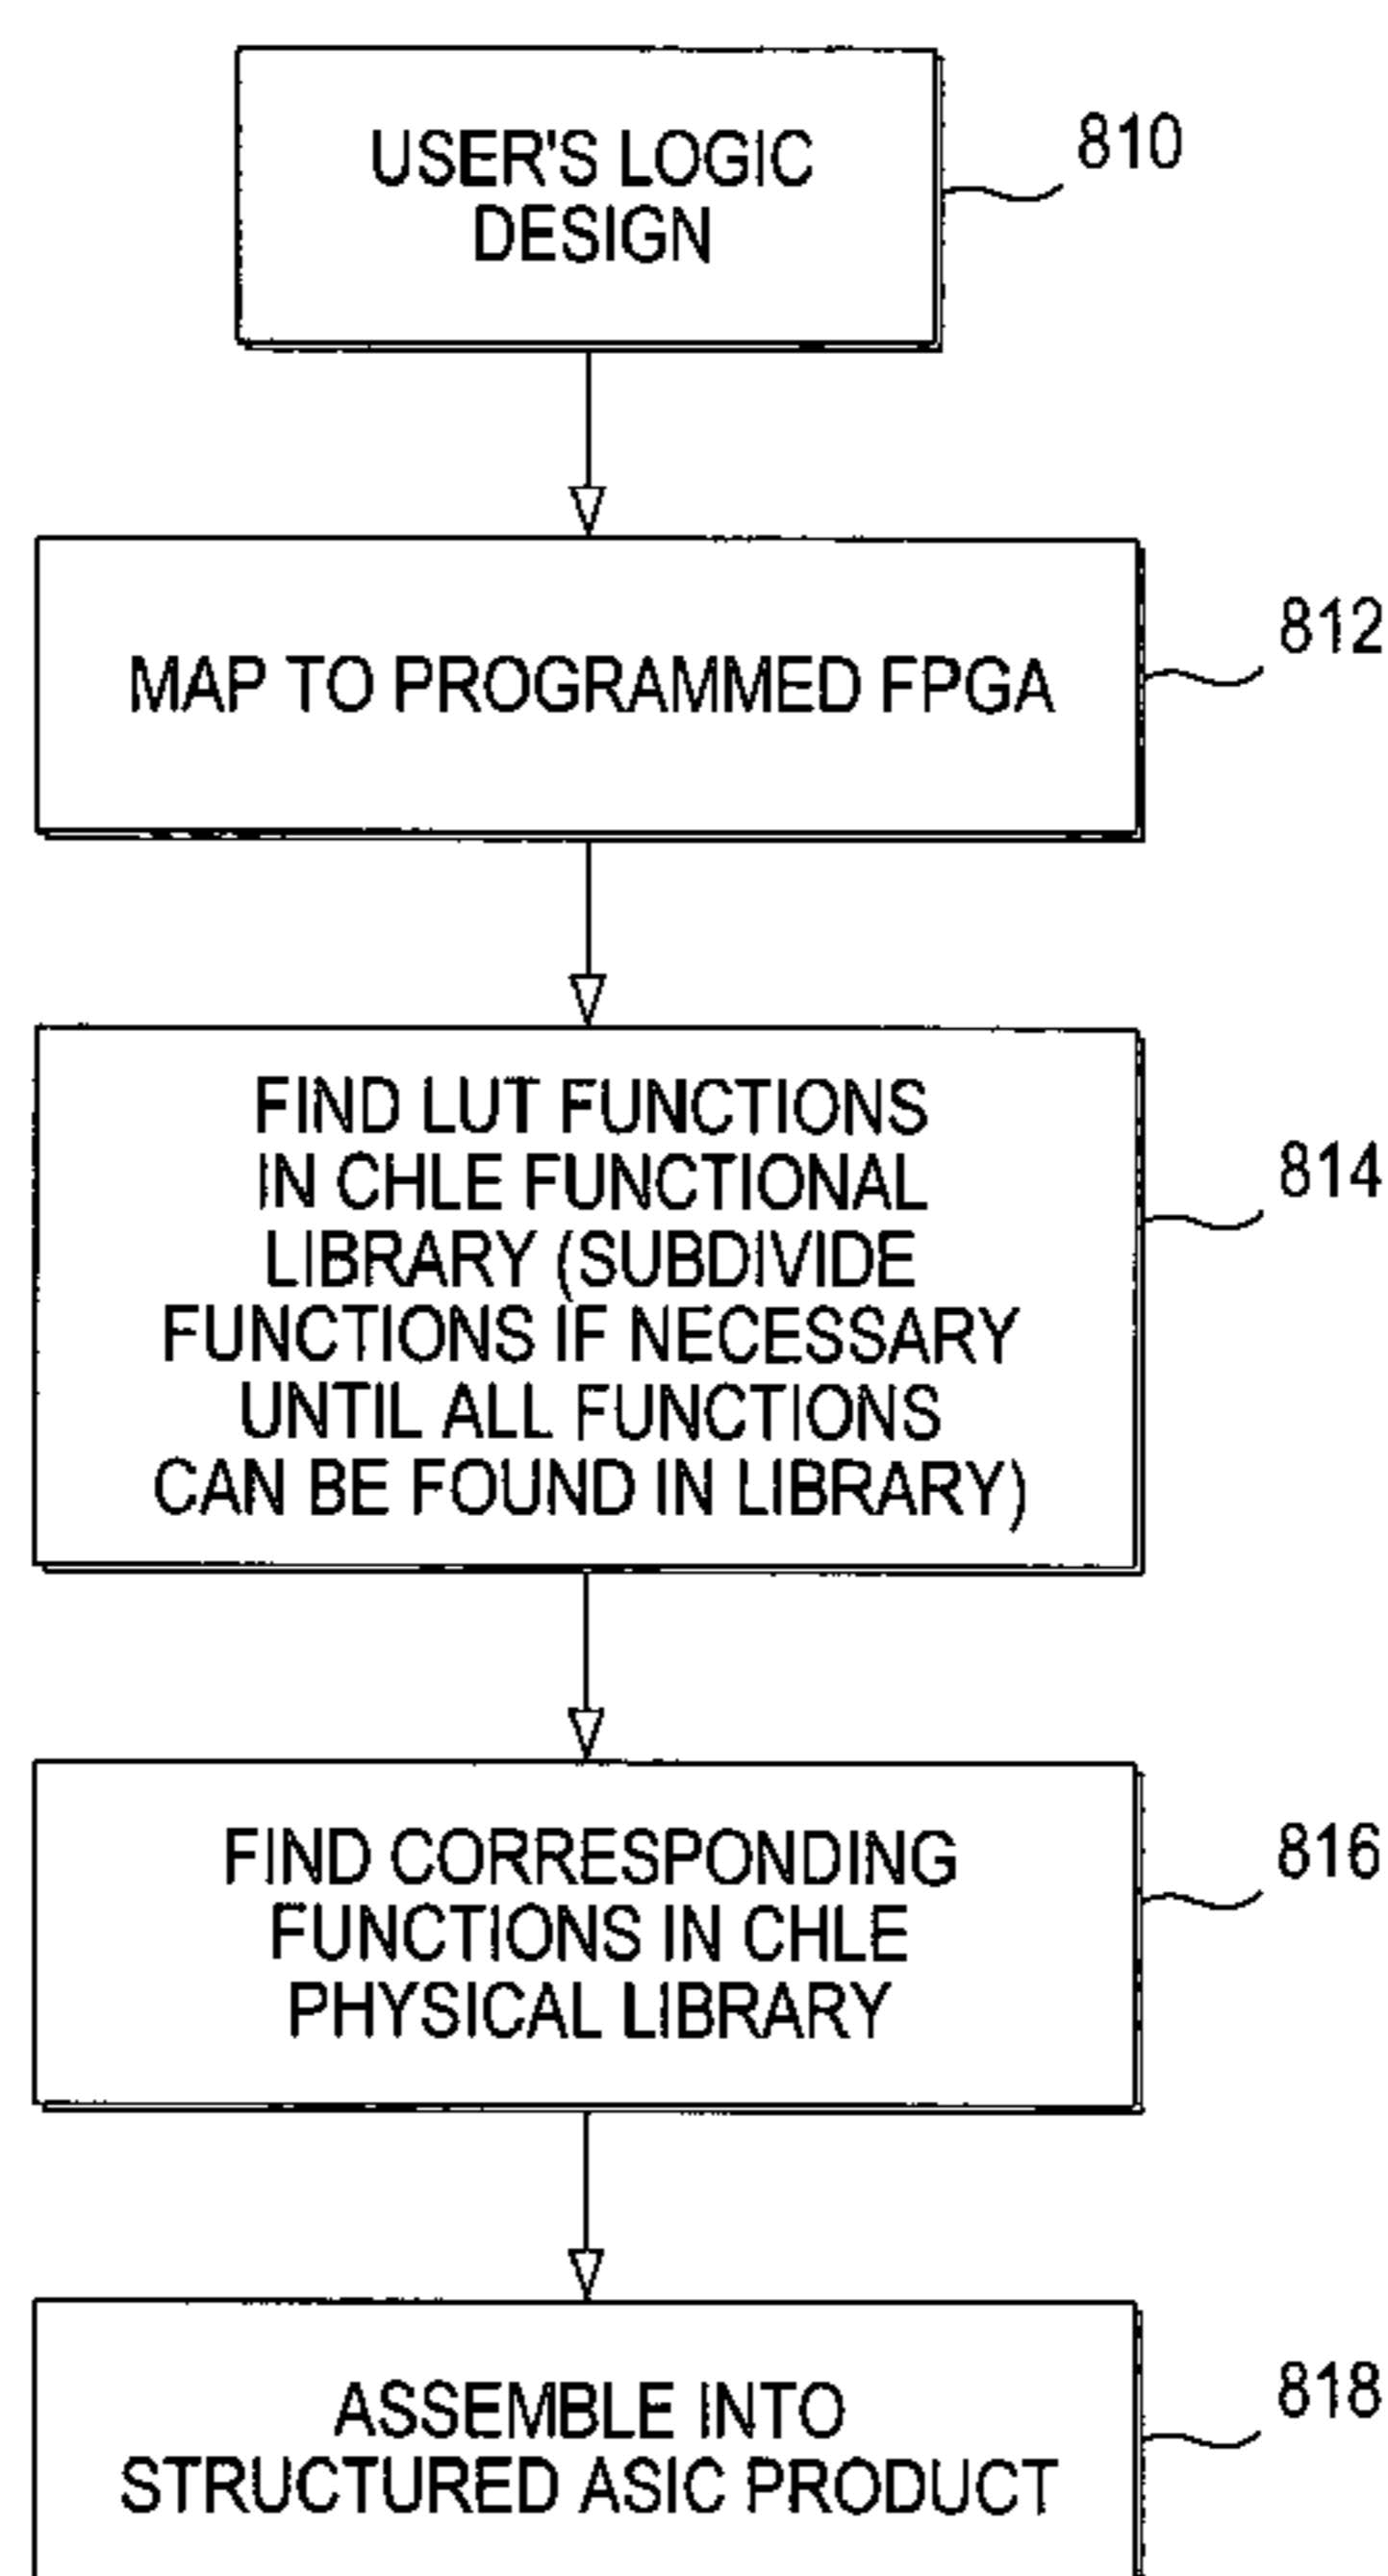 USER'S LOGIC
DESIGN
810
MAP TO PROGRAMMED FPGA
812
FIND LUT FUNCTIONS
IN CHLE FUNCTIONAL
LIBRARY (SUBDIVIDE
FUNCTIONS IF NECESSARY
UNTIL ALL FUNCTIONS
CAN BE FOUND IN LIBRARY)
814
FIND CORRESPONDING
FUNCTIONS IN CHLE
PHYSICAL LIBRARY
816
ASSEMBLE INTO
STRUCTURED ASIC PRODUCT
818